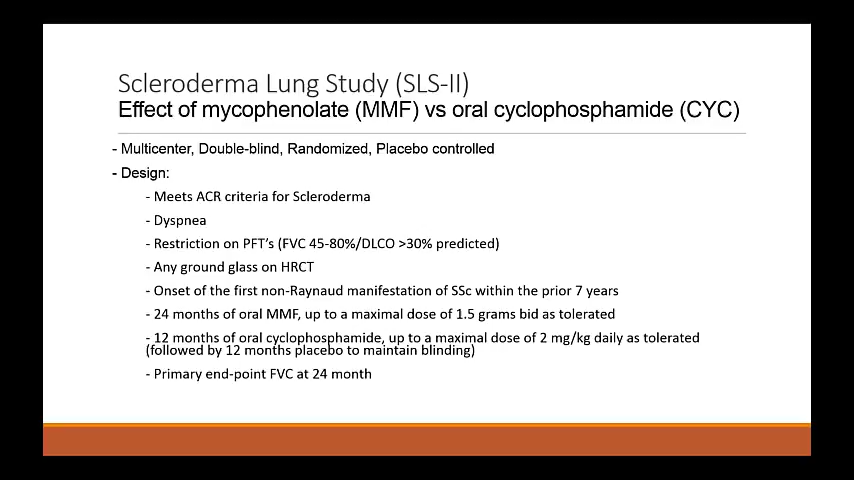 Scleroderma Lung Study (SLS-II)
Effect of mycophenolate (MMF) vs oral cyclophosphamide (CYC)
- Multicenter, Double-blind, Randomized, Placebo controlled
- Design:
- Meets ACR criteria for Scleroderma
- Dyspnea
- Restriction on PFT's (FVC 45-80%/DLCO >30% predicted)
- Any ground glass on HRCT
- Onset of the first non-Raynaud manifestation of SSc within the prior 7 years
- 24 months of oral MMF, up to a maximal dose of 1.5 grams bid as tolerated
- 12 months of oral cyclophosphamide, up to a maximal dose of 2 mg/kg daily as tolerated
(followed by 12 months placebo to maintain blinding)
- Primary end-point FVC at 24 month